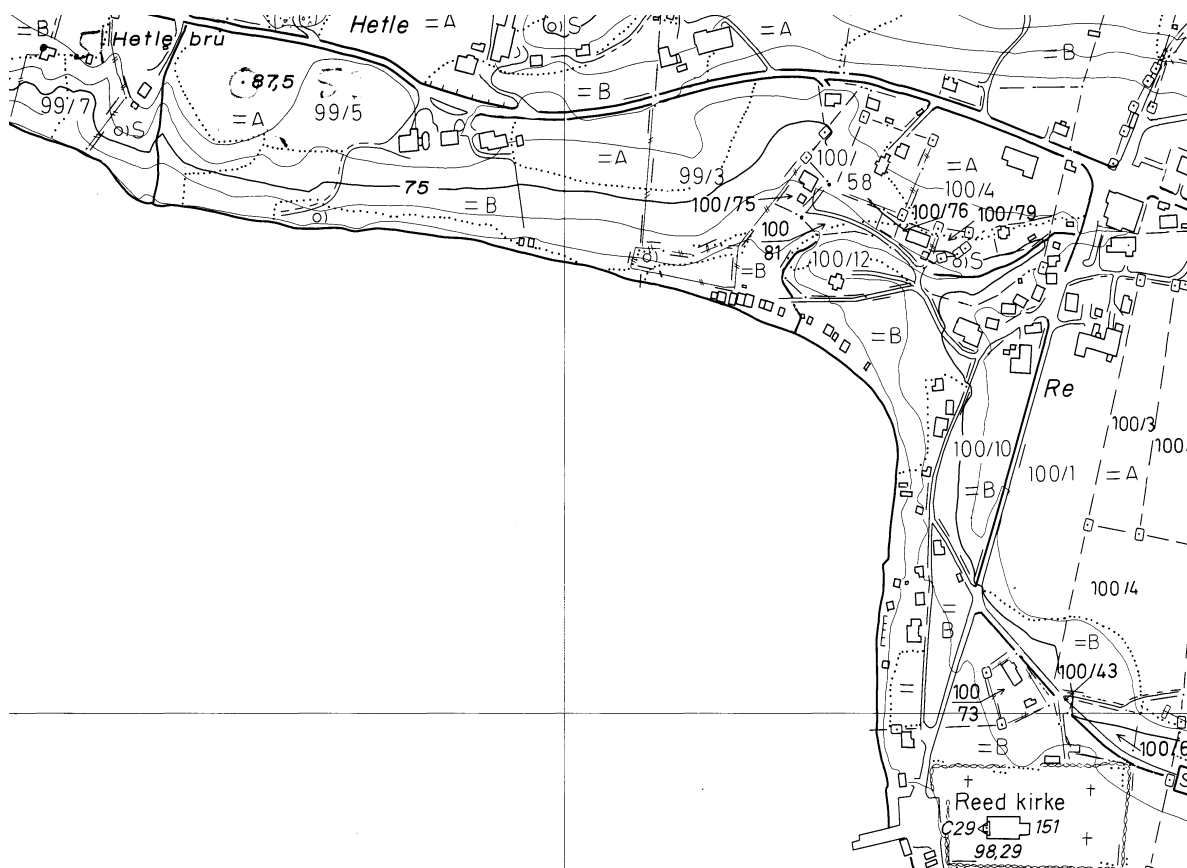 =B
Hetle bru
Hetle
=A
S
=A
=B
=B
87,5
99/7
S
=A
99/5
=A
99/3
100/
/58
=A
100/4
75
=B
100/75
100/76
100/79
100
81
=B
100/12
S
=B
Re
100/3
100/10
100/1
=A
=B
100/4
=
B
=B
100/43
=
100
73
=B
Reed kirke
C29
151
98,29